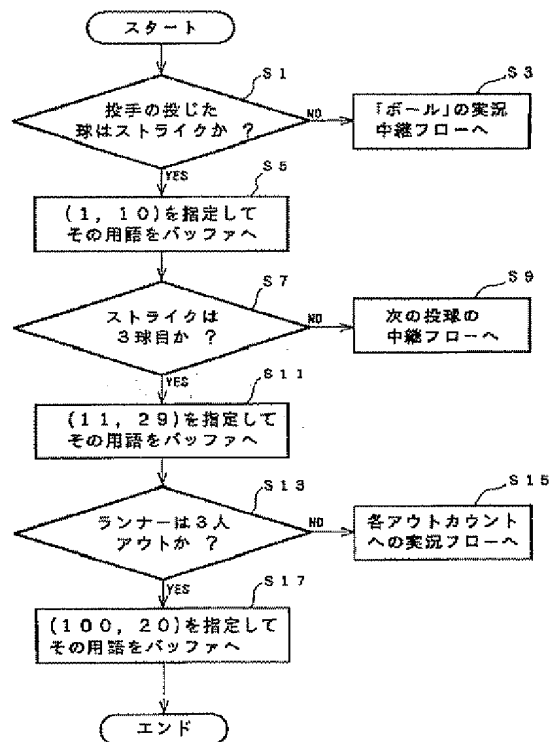 スタート
S1
投手の投じた
球はストライクか ?
NO
S3
「ボール」の実況
中継フローへ
YES
S5
(1, 10)を指定して
その用語をバッファへ
S7
ストライクは
3球目か ?
NO
S9
次の投球の
中継フローへ
YES
S11
(11, 29)を指定して
その用語をバッファへ
S13
ランナーは3人
アウトか ?
NO
S15
各アウトカウント
への実況フローへ
YES
S17
(100, 20)を指定して
その用語をバッファへ
エンド